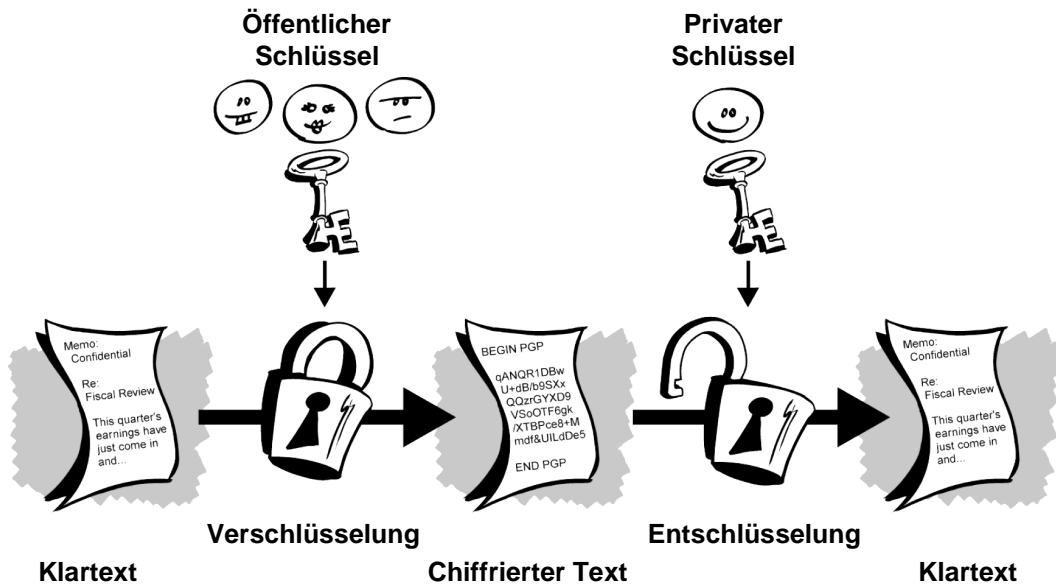 Öffentlicher
Schlüssel
Privater
Schlüssel
Memo:
Confidential
Re:
Fiscal Review
This quarter's
earnings have
just come in
and...
BEGIN PGP
qANQR1DBw
U+dB/b9SXx
QQzrGYXD9
VSoOTF6gk
/XTBPce8+M
mdf&UILdDe5
END PGP
Memo:
Confidential
Re:
Fiscal Review
This quarter's
earnings have
just come in
and...
Verschlüsselung
Entschlüsselung
Klartext
Chiffrierter Text
Klartext